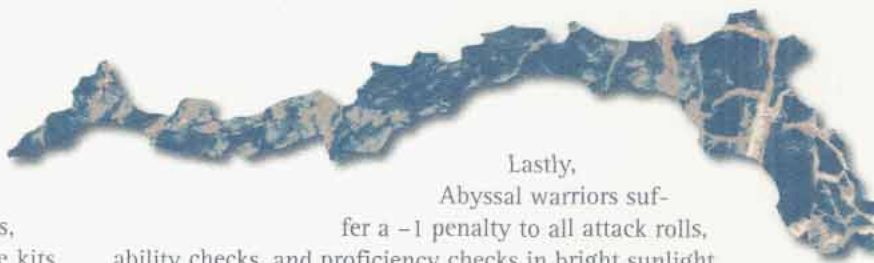 s,
e kits
Lastly,
Abyssal warriors suf-
fer a –1 penalty to all attack rolls,
ability checks, and proficiency checks in bright sunlight